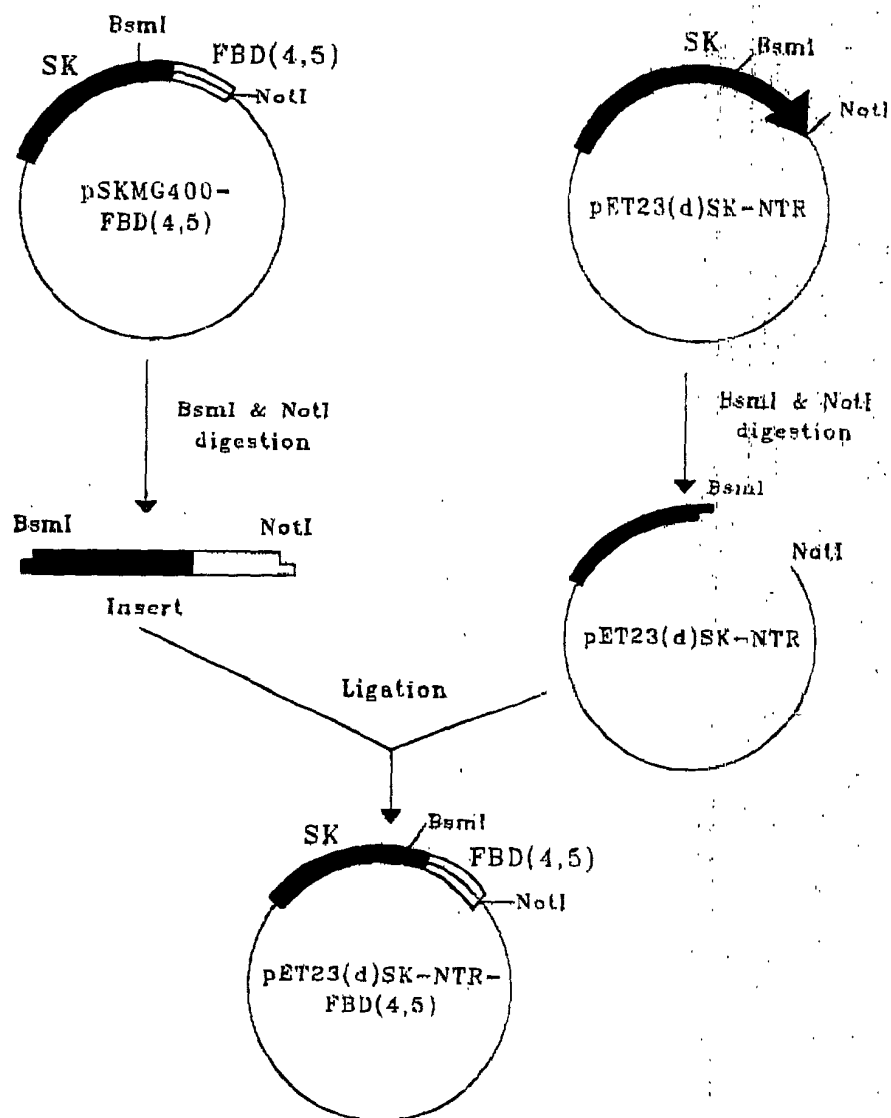 BsmI
SK
FBD(4,5)
NotI
pSKMG400-
FBD(4,5)
SK
BsmI
NotI
pET23(d)SK-NTR
BsmI & NotI
digestion
BsmI & NotI
digestion
BsmI
NotI
Insert
BsmI
NotI
pET23(d)SK-NTR
Ligation
SK
BsmI
FBD(4,5)
NotI
pET23(d)SK-NTR-
FBD(4,5)